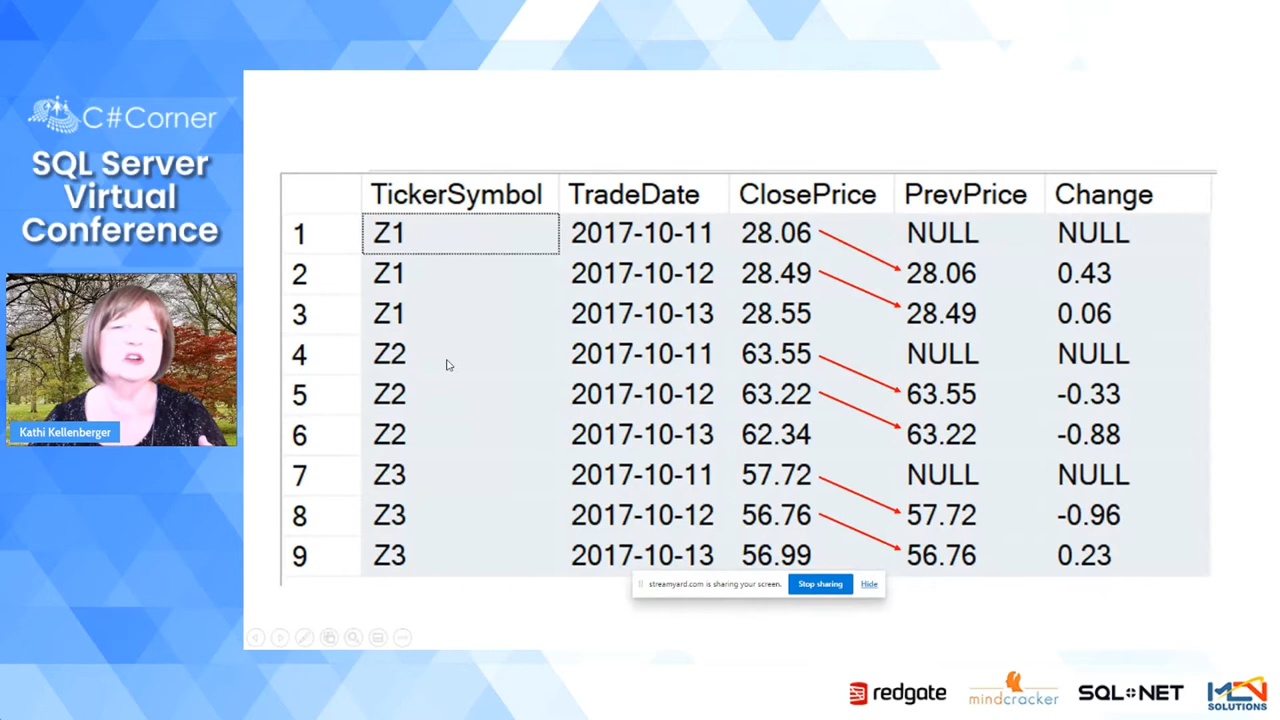 C#Corner
SQL Server
Virtual
Conference
Kathi Kellenberger
TickerSymbol TradeDate ClosePrice PrevPrice Change
1 Z1 2017-10-11 28.06 NULL NULL
2 Z1 2017-10-12 28.49 28.06 0.43
3 Z1 2017-10-13 28.55 28.49 0.06
4 Z2 2017-10-11 63.55 NULL NULL
5 Z2 2017-10-12 63.22 63.55 -0.33
6 Z2 2017-10-13 62.34 63.22 -0.88
7 Z3 2017-10-11 57.72 NULL NULL
8 Z3 2017-10-12 56.76 57.72 -0.96
9 Z3 2017-10-13 56.99 56.76 0.23
streamyard.com is sharing your screen. Stop sharing Hide
redgate mindcracker SQL+NET MCN
SOLUTIONS